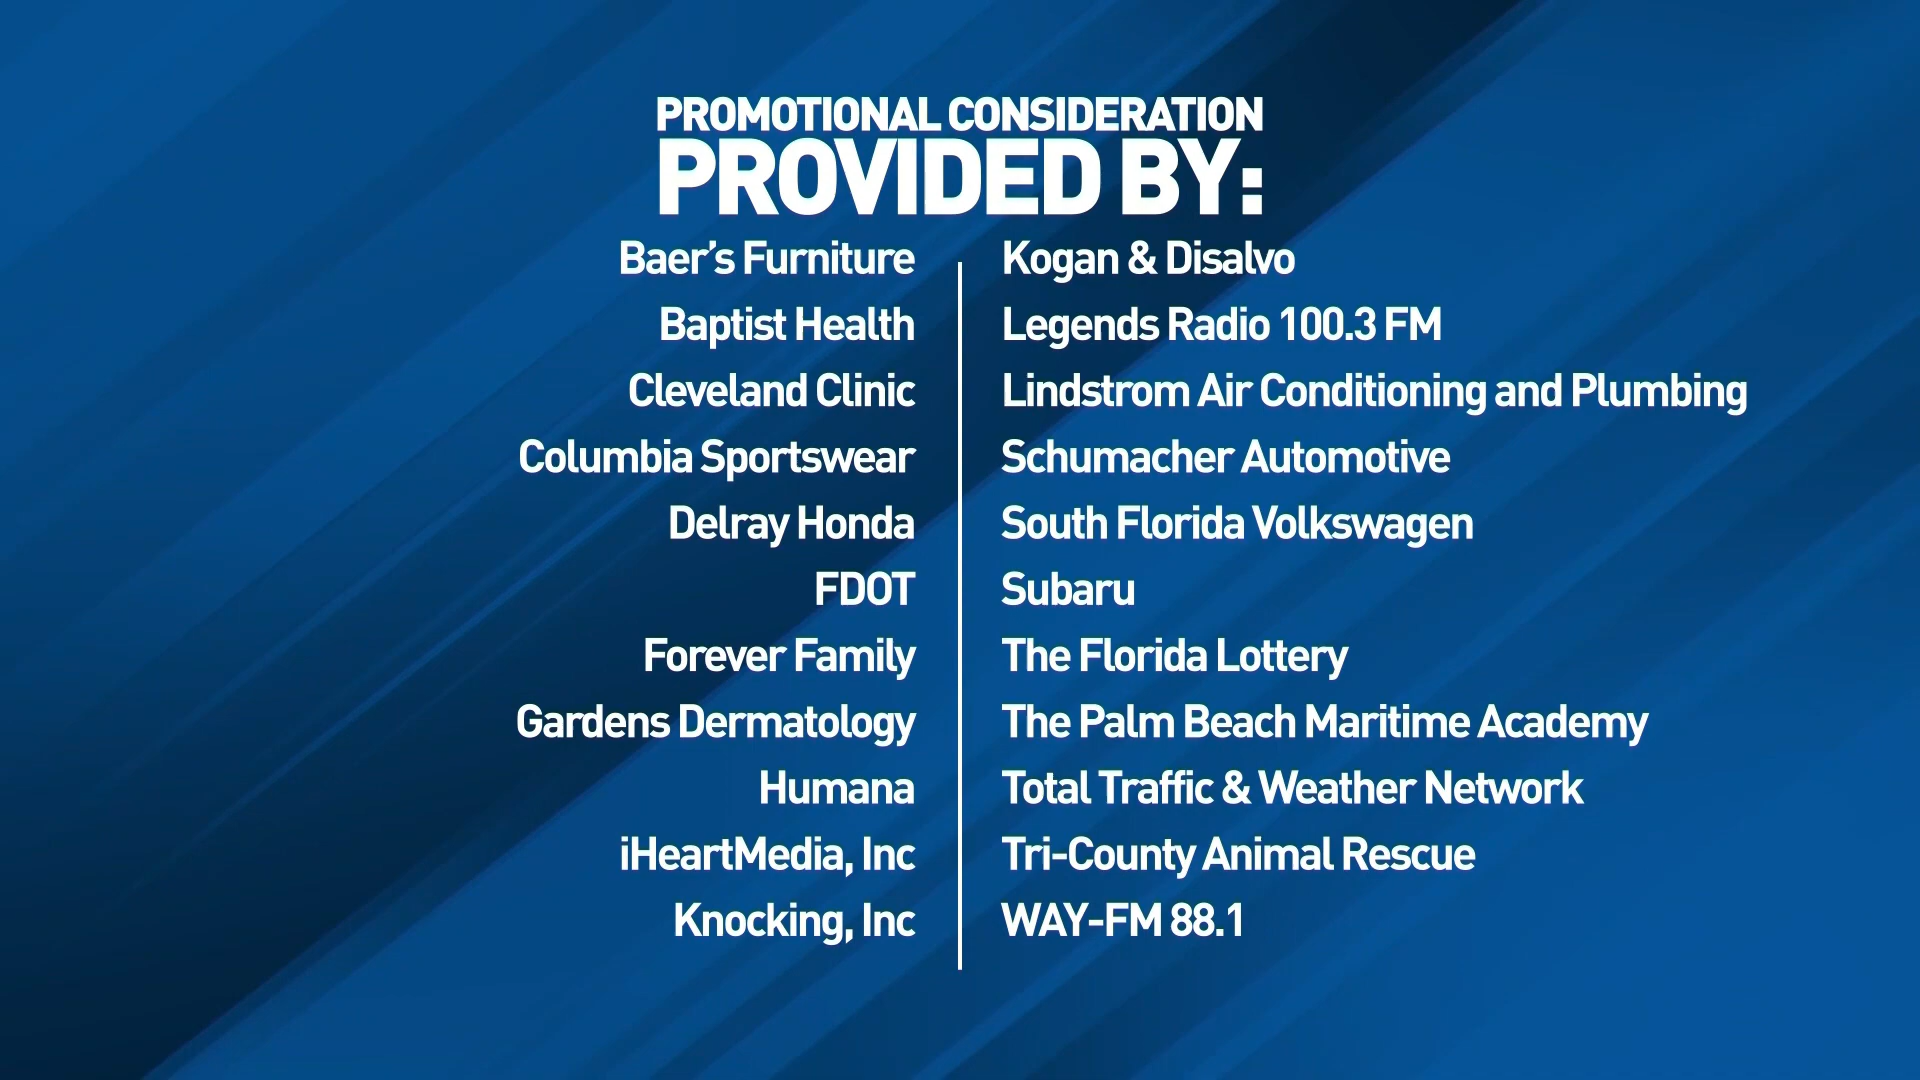 PROMOTIONAL CONSIDERATION
PROVIDED BY:
Baer’s Furniture
Baptist Health
Cleveland Clinic
Columbia Sportswear
Delray Honda
FDOT
Forever Family
Gardens Dermatology
Humana
iHeartMedia, Inc
Knocking, Inc
Kogan & Disalvo
Legends Radio 100.3 FM
Lindstrom Air Conditioning and Plumbing
Schumacher Automotive
South Florida Volkswagen
Subaru
The Florida Lottery
The Palm Beach Maritime Academy
Total Traffic & Weather Network
Tri-County Animal Rescue
WAY-FM 88.1